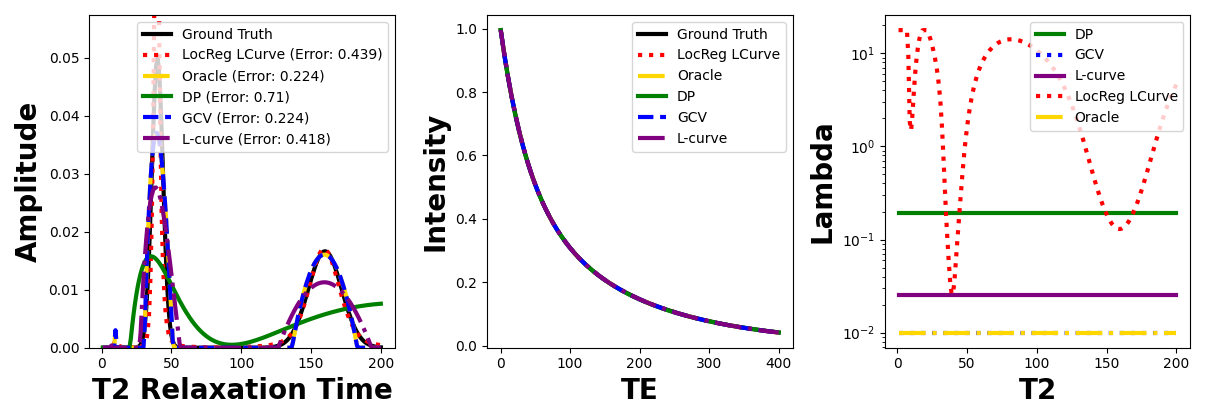 Amplitude
0.00
0.01
0.02
0.03
0.04
0.05
0
50
100
150
200
T2 Relaxation Time
Ground Truth
LocReg LCurve (Error: 0.439)
Oracle (Error: 0.224)
DP (Error: 0.71)
GCV (Error: 0.224)
L-curve (Error: 0.418)
Intensity
0.0
0.2
0.4
0.6
0.8
1.0
0
100
200
300
400
TE
Ground Truth
LocReg LCurve
Oracle
DP
GCV
L-curve
Lambda
10⁻²
10⁻¹
10⁰
10¹
0
50
100
150
200
T2
DP
GCV
L-curve
LocReg LCurve
Oracle